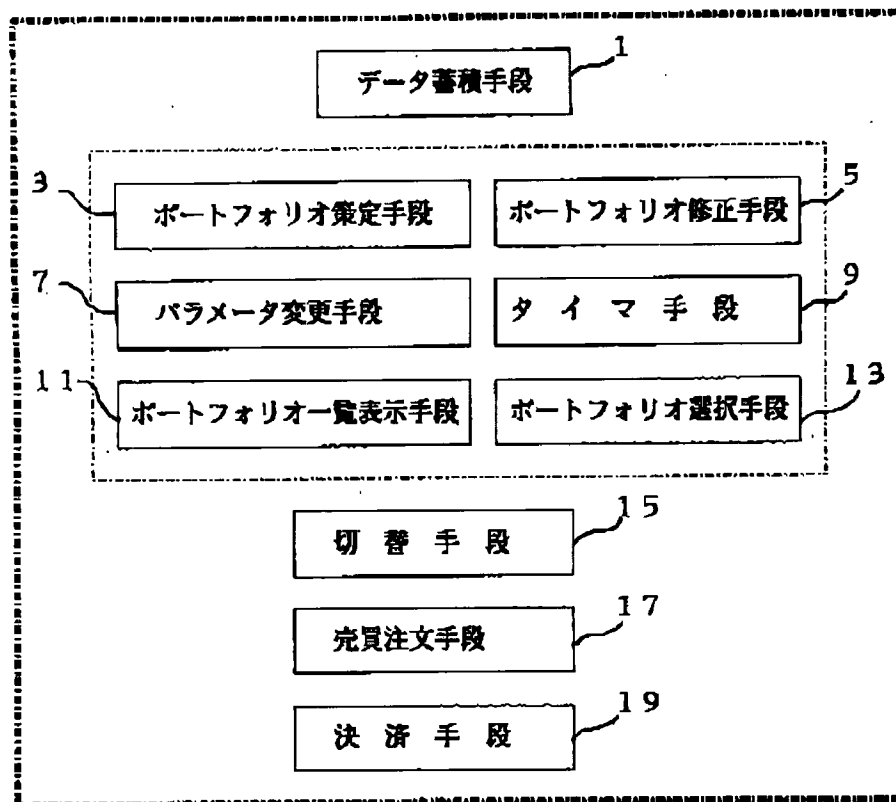 1
データ蓄積手段
3
ポートフォリオ策定手段
5
ポートフォリオ修正手段
7
パラメータ変更手段
9
タイマ手段
11
ポートフォリオ一覧表示手段
13
ポートフォリオ選択手段
15
切替手段
17
売買注文手段
19
決済手段